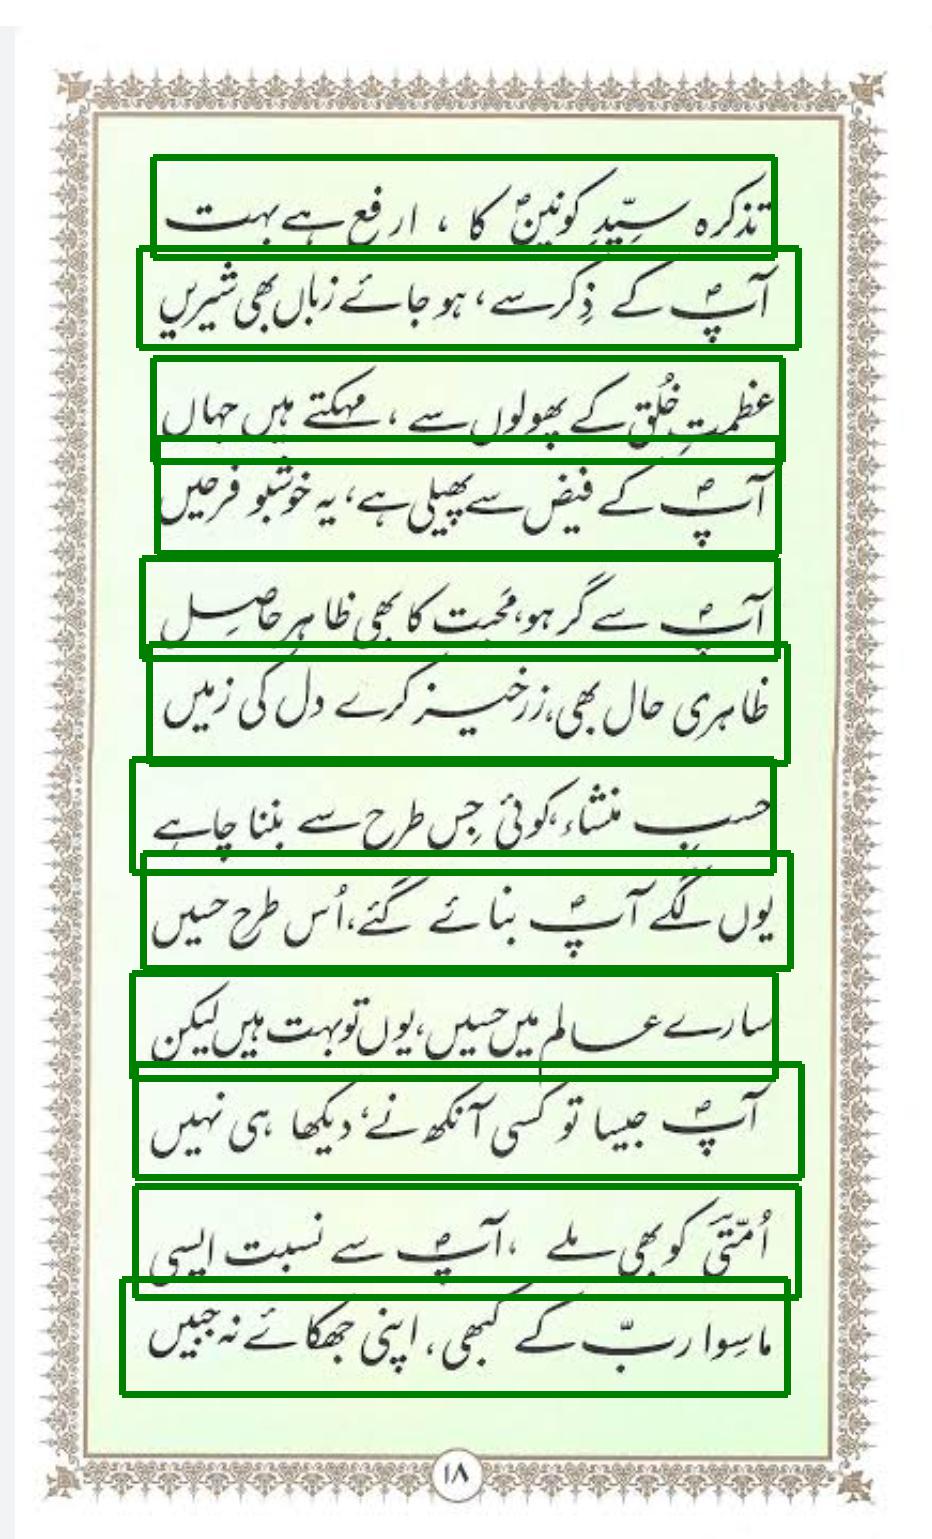 تذکرہ سیّدِ کونینؐ کا ، ارفع ہے بہت
آپؐ کے ذِکر سے ، ہو جائے زباں بھی شیریں
عظمتِ خُلق کے پھولوں سے ، مہکتے ہیں جہاں
آپؐ کے فیض سے پھیلی ہے ، یہ خوشبو فرحیں
آپؐ سے گر ہو ، محبت کا بھی ظاہر حاصِل
ظاہری حال بھی ، زرخیز کرے دل کی زمیں
حسبِ منشاء ، کوئی جِس طرح سے بننا چاہے
یوں لگے آپؐ بنائے گئے ، اُس طرح حسیں
سارے عالم میں حسیں ، یوں تو بہت ہیں لیکن
آپؐ جیسا تو کسی آنکھ نے ، دیکھا ہی نہیں
اُمّتی کو بھی ملے ، آپؐ سے نسبت ایسی
ماسِوا ربّ کے کبھی ، اپنی جھکائے نہ جبیں
۱۸